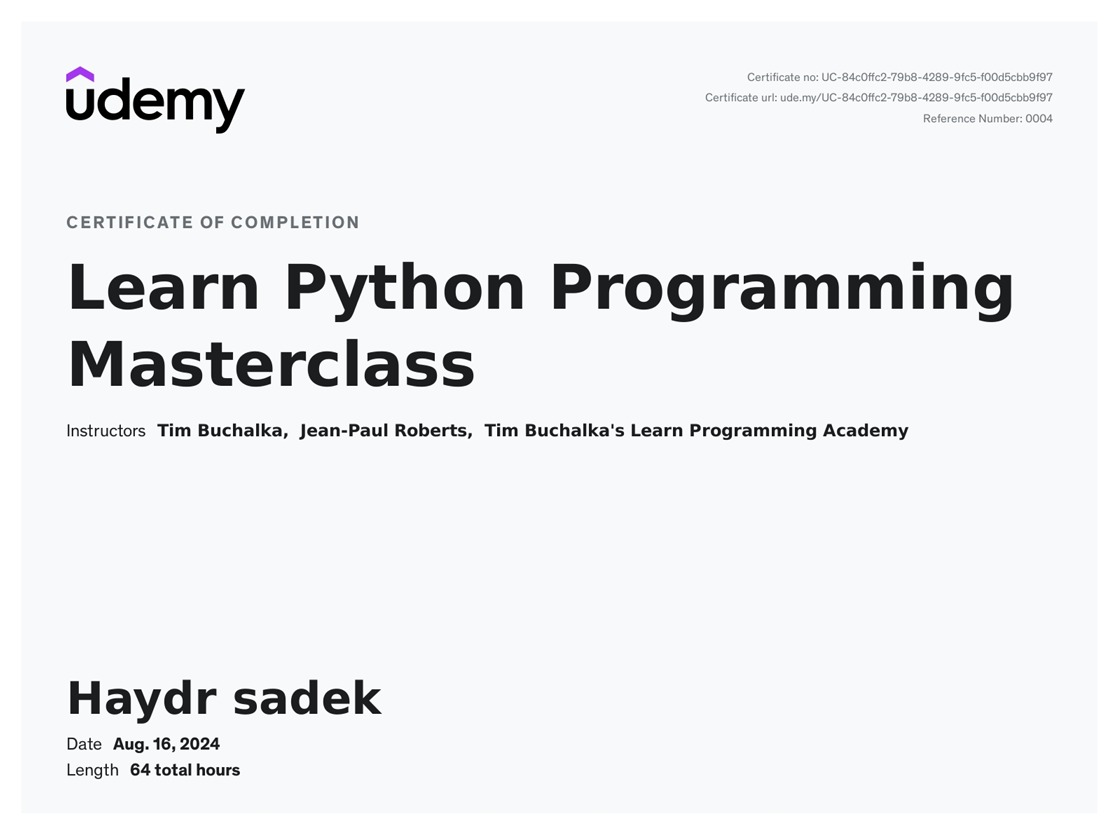 udemy
Certificate no: UC-84c0ffc2-79b8-4289-9fc5-f00d5cbb9f97
Certificate url: ude.my/UC-84c0ffc2-79b8-4289-9fc5-f00d5cbb9f97
Reference Number: 0004
CERTIFICATE OF COMPLETION
Learn Python Programming
Masterclass
Instructors Tim Buchalka, Jean-Paul Roberts, Tim Buchalka's Learn Programming Academy
Haydr sadek
Date Aug. 16, 2024
Length 64 total hours